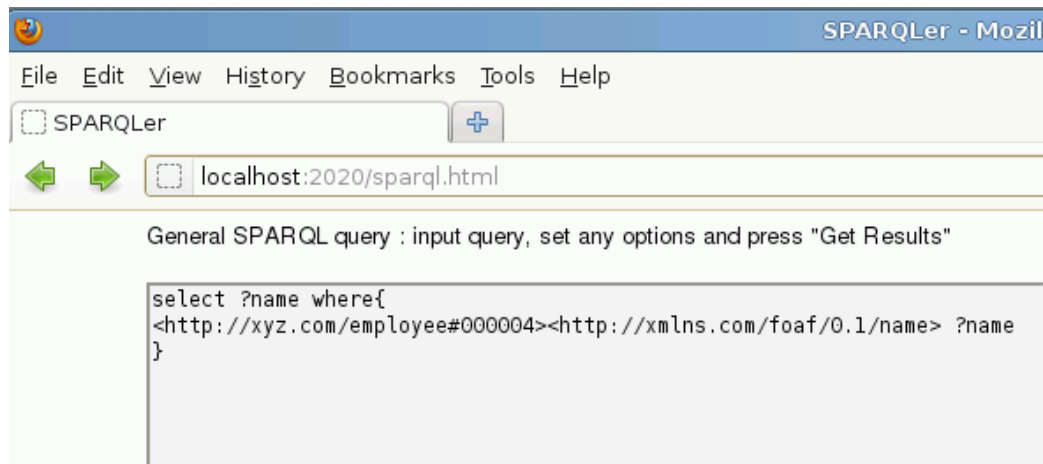 SPARQLer - Mozil
File Edit View History Bookmarks Tools Help
SPARQLer
localhost:2020/sparql.html
General SPARQL query : input query, set any options and press "Get Results"
select ?name where{
<http://xyz.com/employee#000004><http://xmlns.com/foaf/0.1/name> ?name
}